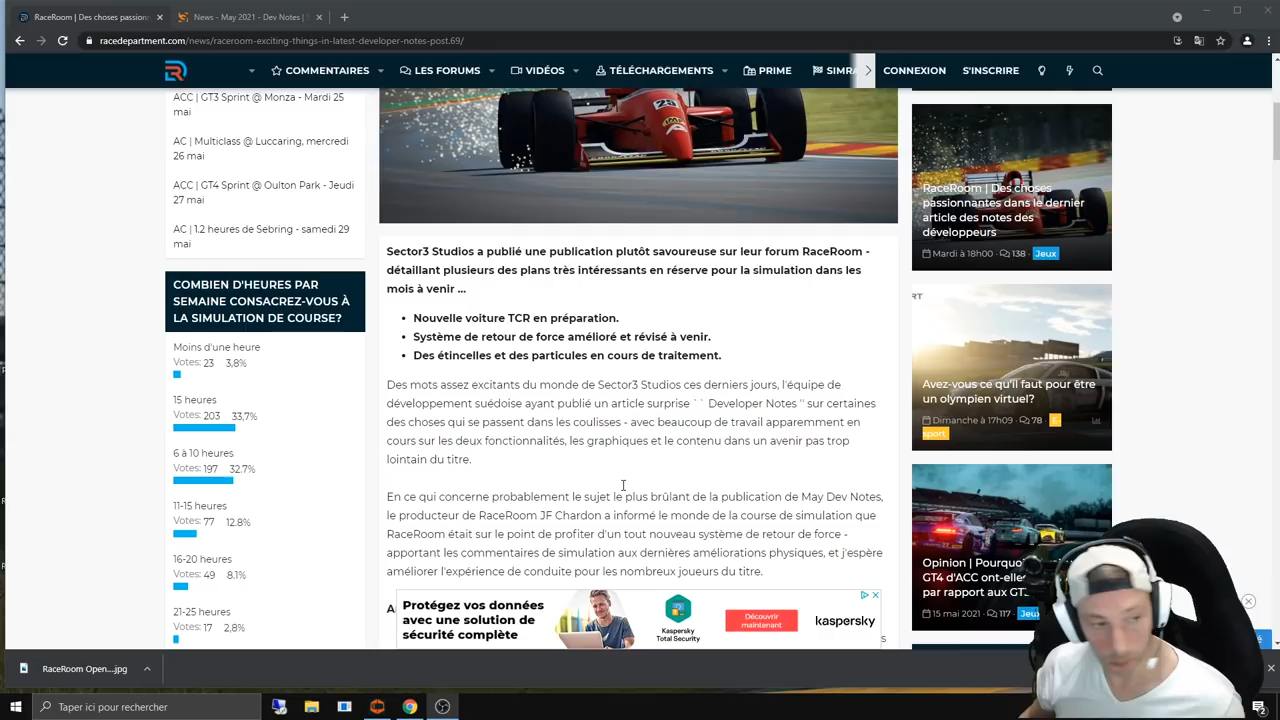 RaceRoom | Des choses passion
News - May 2021 - Dev Notes |
racedepartment.com/news/raceroom-exciting-things-in-latest-developer-notes-post.69/
COMMENTAIRES
LES FORUMS
VIDÉOS
TÉLÉCHARGEMENTS
PRIME
SIMRA
CONNEXION
S'INSCRIRE
ACC | GT3 Sprint @ Monza - Mardi 25
mai
AC | Multiclass @ Luccaring, mercredi
26 mai
ACC | GT4 Sprint @ Oulton Park - Jeudi
27 mai
AC | 1.2 heures de Sebring - samedi 29
mai
COMBIEN D'HEURES PAR
SEMAINE CONSACREZ-VOUS À
LA SIMULATION DE COURSE?
Moins d'une heure
Votes: 23 3,8%
15 heures
Votes: 203 33,7%
6 à 10 heures
Votes: 197 32.7%
11-15 heures
Votes: 77 12.8%
16-20 heures
Votes: 49 8.1%
21-25 heures
Votes: 17 2,8%
28
Sector3 Studios a publié une publication plutôt savoureuse sur leur forum RaceRoom -
détaillant plusieurs des plans très intéressants en réserve pour la simulation dans les
mois à venir ...
• Nouvelle voiture TCR en préparation.
• Système de retour de force amélioré et révisé à venir.
• Des étincelles et des particules en cours de traitement.
Des mots assez excitants du monde de Sector3 Studios ces derniers jours, l'équipe de
développement suédoise ayant publié un article surprise `` Developer Notes '' sur certaines
des choses qui se passent dans les coulisses - avec beaucoup de travail apparemment en
cours sur les deux fonctionnalités, les graphiques et le contenu dans un avenir pas trop
lointain du titre.
En ce qui concerne probablement le sujet le plus brûlant de la publication de May Dev Notes,
le producteur de RaceRoom JF Chardon a informé le monde de la course de simulation que
RaceRoom était sur le point de profiter d'un tout nouveau système de retour de force -
apportant les commentaires de simulation aux dernières améliorations physiques, et j'espère
améliorer l'expérience de conduite pour les nombreux joueurs du titre.
Protégez vos données
avec une solution de
sécurité complète
Kaspersky
Total Security
Découvrir
maintenant
kaspersky
RaceRoom | Des choses
passionnantes dans le dernier
article des notes des
développeurs
Mardi à 18h00 · 138 · Jeux
RT
Avez-vous ce qu'il faut pour être
un olympien virtuel?
Dimanche à 17h09 · 78 · E
sport
Opinion | Pourquo
GT4 d'ACC ont-elle
par rapport aux GT
15 mai 2021 · 117 · Jeu
RaceRoom Open....jpg
Taper ici pour rechercher
2